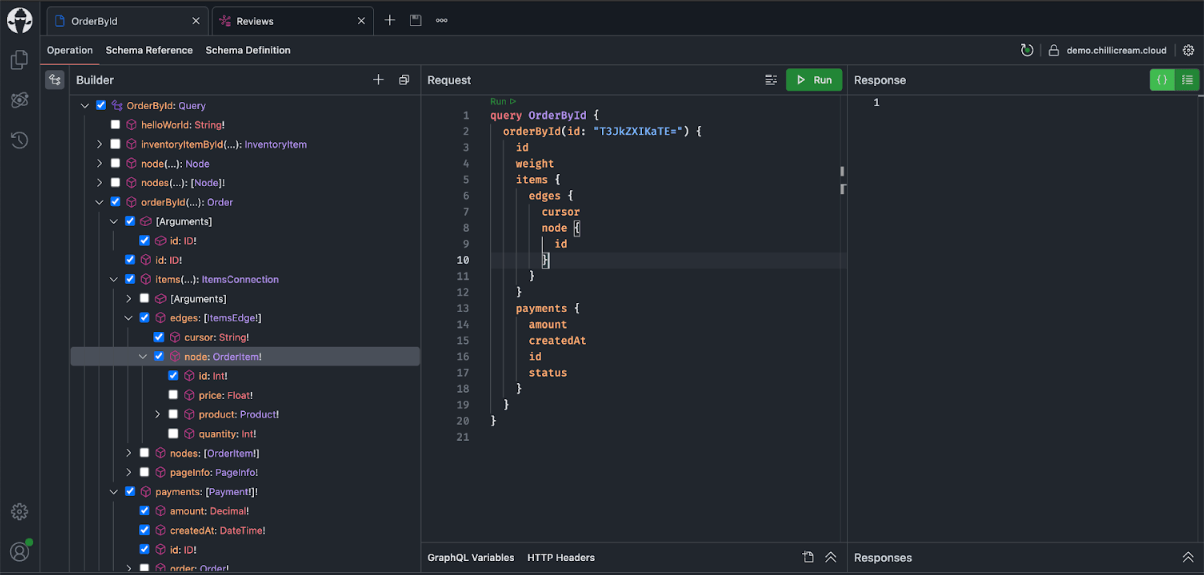 OrderById
Reviews
Operation Schema Reference Schema Definition
demo.chillicream.cloud
Builder
OrderById: Query
helloWorld: String!
inventoryItemById(...): InventoryItem
node(...): Node
nodes(...): [Node]!
orderById(...): Order
[Arguments]
id: ID!
id: ID!
items(...): ItemsConnection
[Arguments]
edges: [ItemsEdge!]
cursor: String!
node: OrderItem!
id: Int!
price: Float!
product: Product!
quantity: Int!
nodes: [OrderItem!]
pageInfo: PageInfo!
payments: [Payment!]!
amount: Decimal!
createdAt: DateTime!
id: ID!
order: Order!
Request
Run
Run
1 query OrderById {
2 orderById(id: "T3JkZXIKaTE=") {
3 id
4 weight
5 items {
6 edges {
7 cursor
8 node {
9 id
10 }
11 }
12 }
13 payments {
14 amount
15 createdAt
16 id
17 status
18 }
19 }
20 }
21
GraphQL Variables HTTP Headers
Response
1
Responses